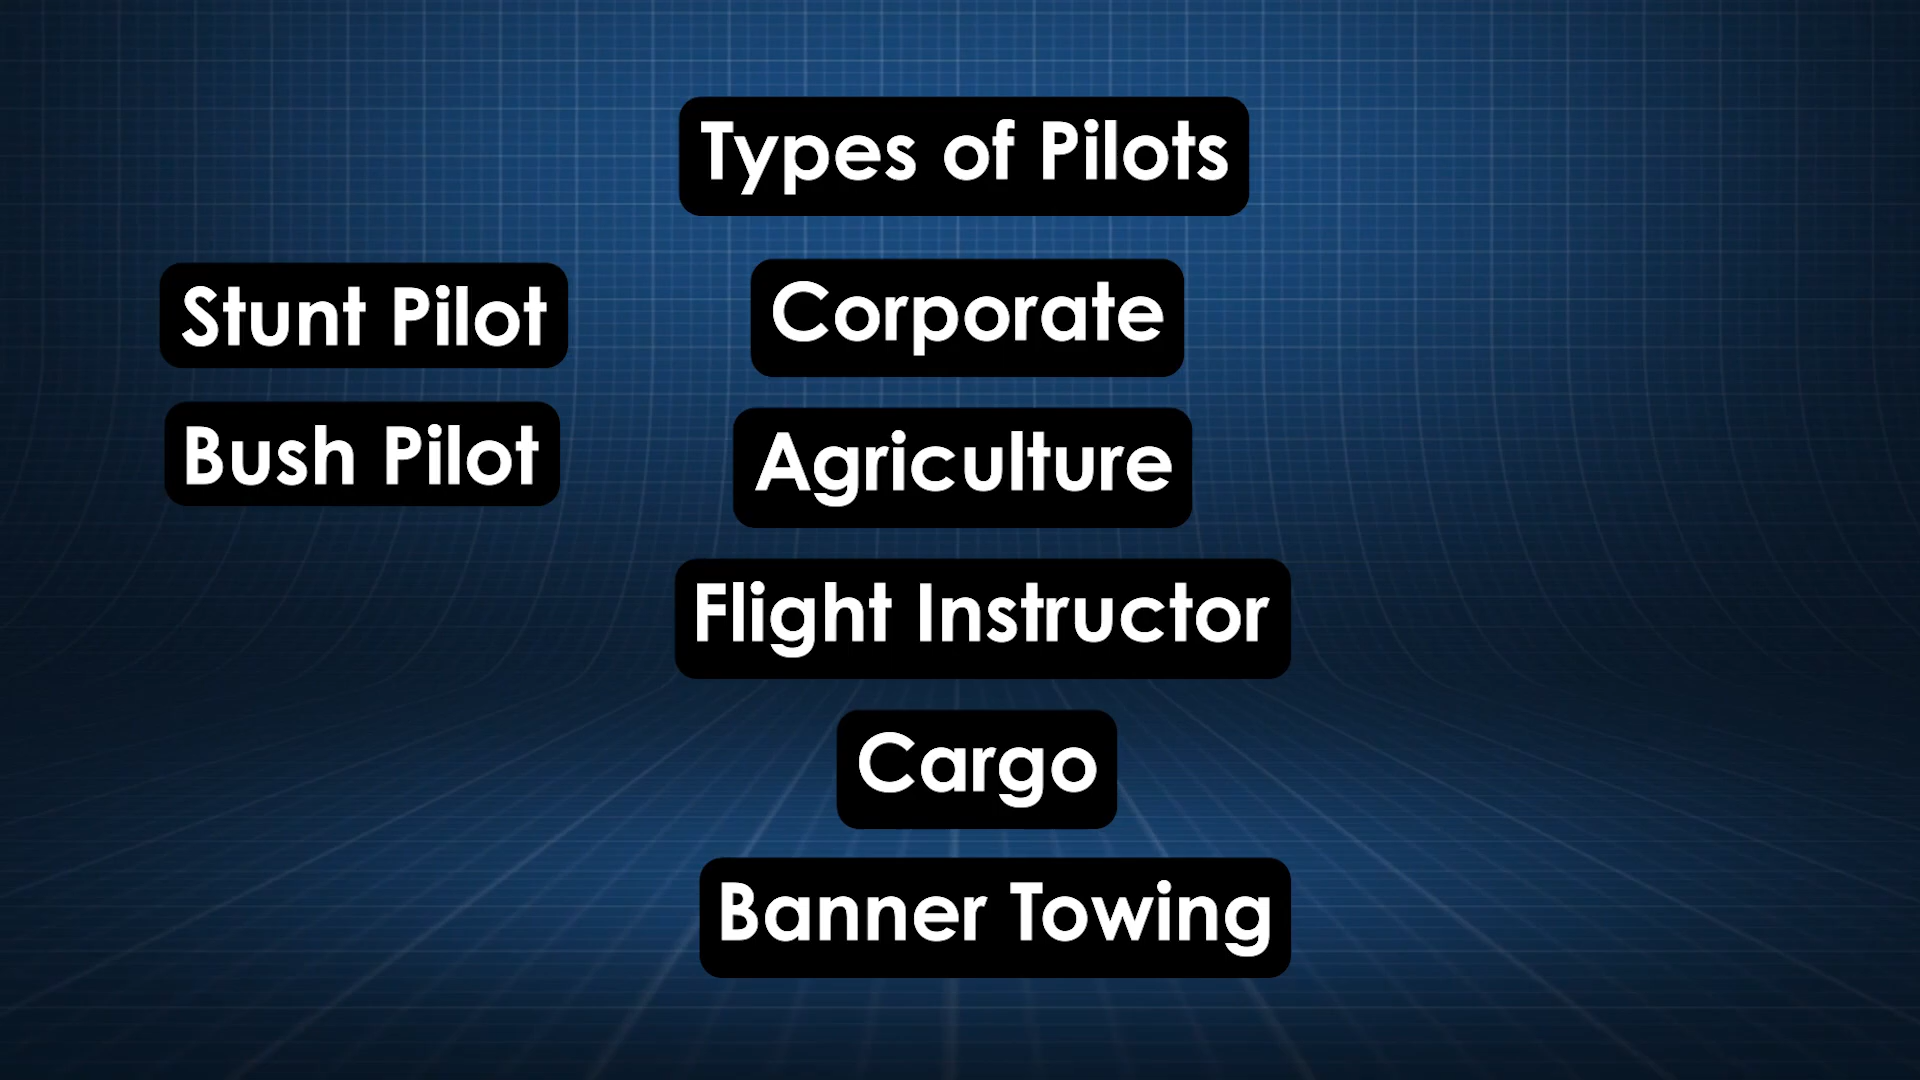 Types of Pilots
Stunt Pilot
Bush Pilot
Corporate
Agriculture
Flight Instructor
Cargo
Banner Towing